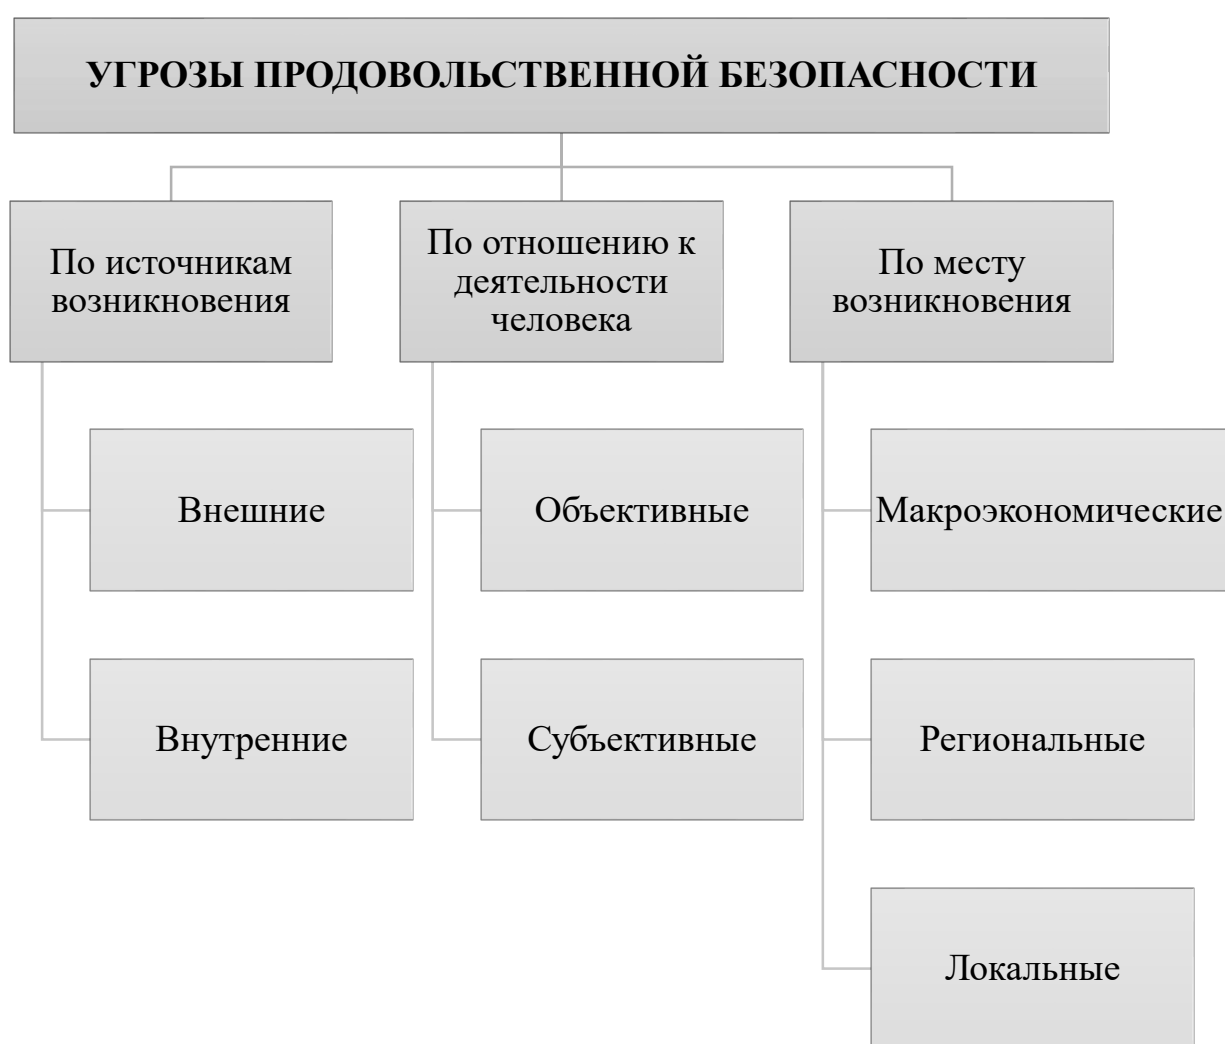 УГРОЗЫ ПРОДОВОЛЬСТВЕННОЙ БЕЗОПАСНОСТИ
По источникам
возникновения
Внешние
Внутренние
По отношению к
деятельности
человека
Объективные
Субъективные
По месту
возникновения
Макроэкономические
Региональные
Локальные